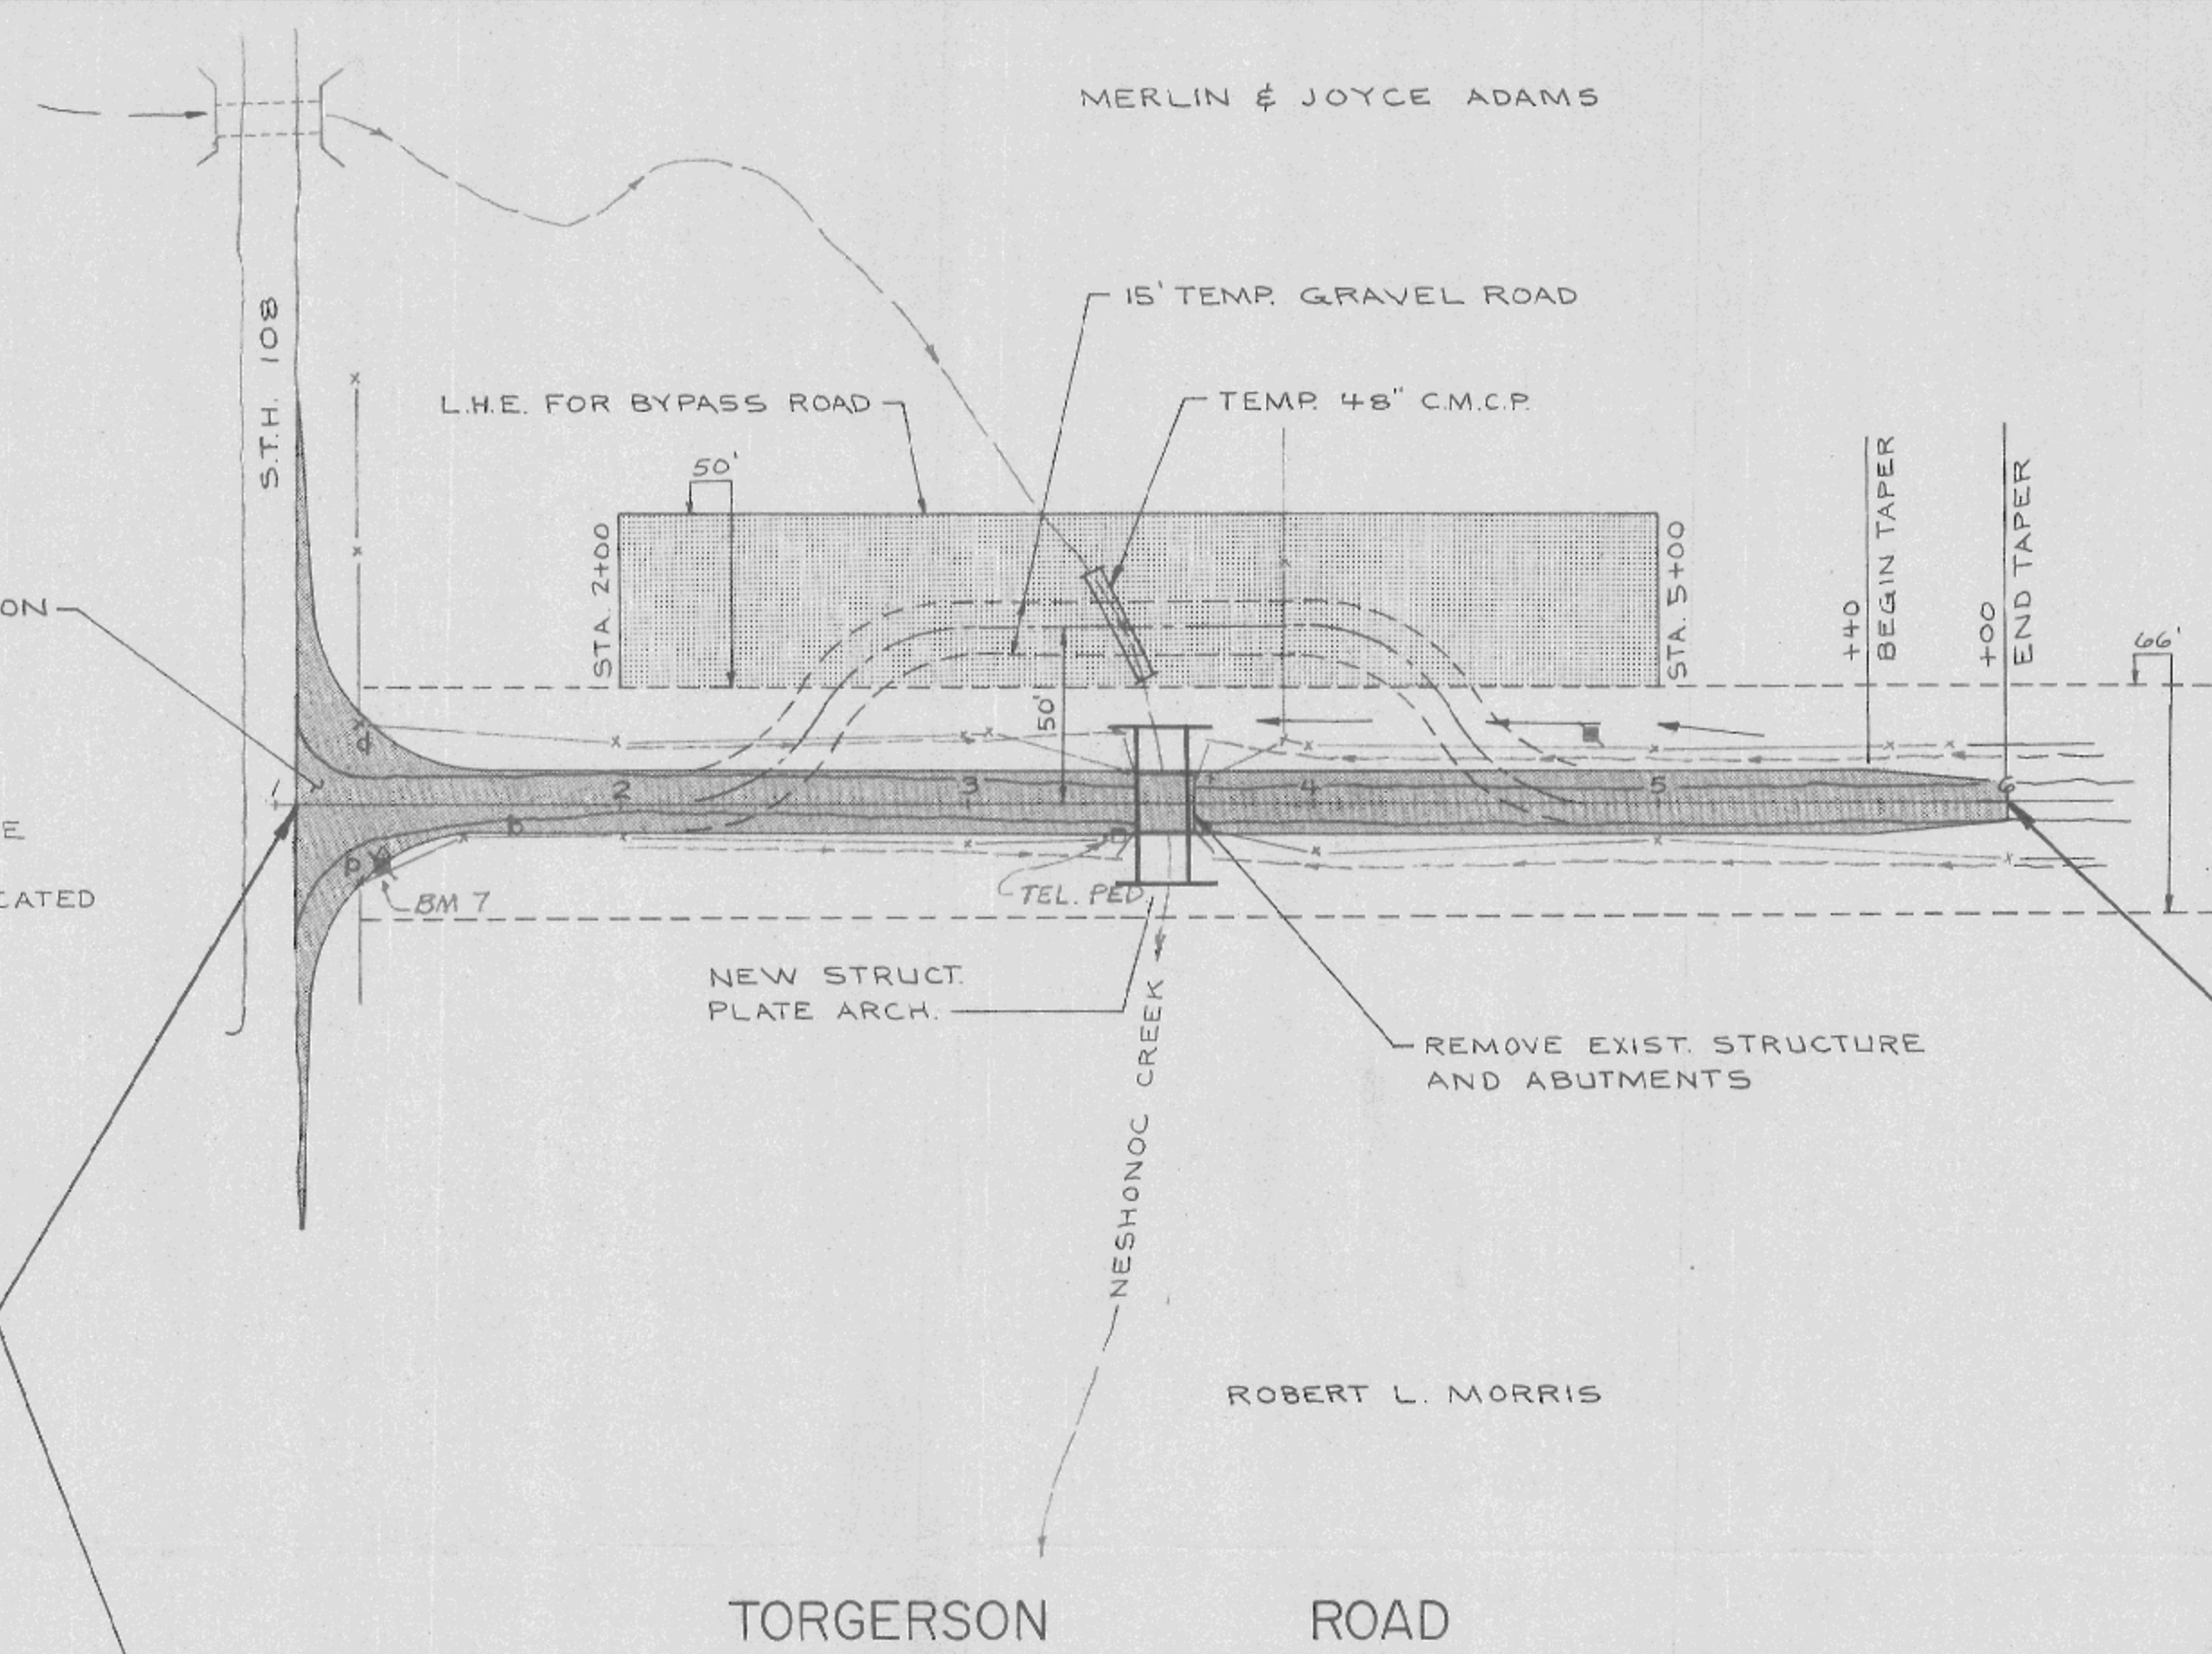 MERLIN & JOYCE ADAMS
15' TEMP. GRAVEL ROAD
S.T.H. 108
L.H.E. FOR BYPASS ROAD
TEMP. 48" C.M.C.P.
50'
STA. 2+00
STA. 5+00
+40
BEGIN TAPER
+00
END TAPER
66'
ON
50'
d
2
3
4
5
6
b
b
E
CATED
BM 7
TEL. PED.
NEW STRUCT.
PLATE ARCH.
NESHONOC CREEK
REMOVE EXIST. STRUCTURE
AND ABUTMENTS
ROBERT L. MORRIS
TORGERSON ROAD